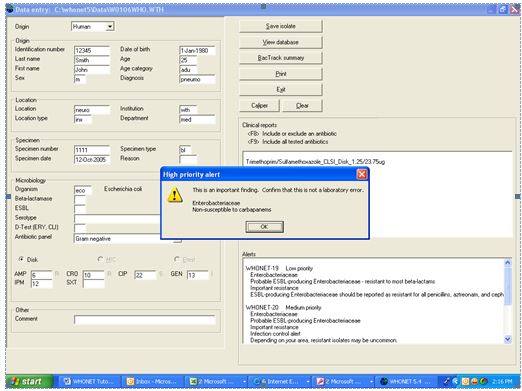 Data entry: C:\whonet5\Data\W0106WHO.WTH
Origin Human
Save isolate
View database
BacTrack summary
Print
Exit
Caliper Clear
Origin
Identification number 12345 Date of birth 1-Jan-1980
Last name Smith Age 25
First name John Age category adu
Sex m Diagnosis pneumo
Location
Location neuro Institution wth
Location type inx Department med
Specimen
Specimen number 1111 Specimen type bl
Specimen date 12-Oct-2005 Reason
Microbiology
Organism eco Escherichia coli
Beta-lactamase
ESBL
Serotype
D-Test (ERY, CLI)
Antibiotic panel Gram negative
Disk MIC Etest
AMP 6 R CRO 10 R CIP 22 S GEN 13 I
IPM 12 SXT
Other
Comment
Clinical reports
<F8> Include or exclude an antibiotic
<F9> Include all tested antibiotics
Trimethoprim/Sulfamethoxazole_CLSI_Disk_1.25/23.75ug
High priority alert
This is an important finding. Confirm that this is not a laboratory error.
Enterobacteriaceae
Non-susceptible to carbapenems
OK
Alerts
WHONET-19 Low priority
Enterobacteriaceae
Probable ESBL-producing Enterobacteriaceae - resistant to most beta-lactams
Important resistance
ESBL-producing Enterobacteriaceae should be reported as resistant for all penicillins, aztreonam, and ceph
WHONET-20 Medium priority
Enterobacteriaceae
Probable ESBL-producing Enterobacteriaceae
Important resistance
Infection control alert
Depending on your area, resistant isolates may be uncommon.
start WHONET Tuto... Inbox - Micros... 2 Microsoft ... 6 Internet E... 2 Microsoft ... WHONET 5.4 2:16 PM